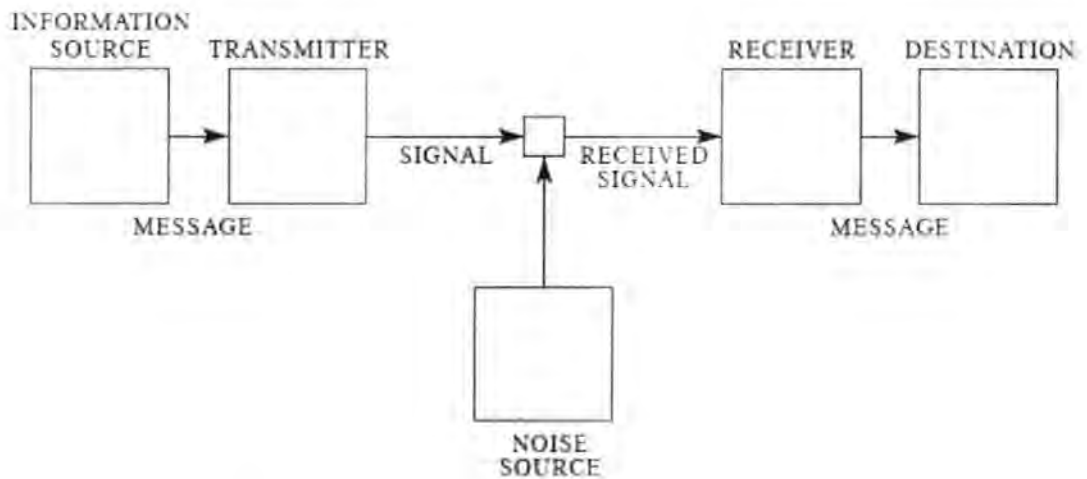 INFORMATION
SOURCE
TRANSMITTER
RECEIVER
DESTINATION
SIGNAL
RECEIVED
SIGNAL
MESSAGE
MESSAGE
NOISE
SOURCE